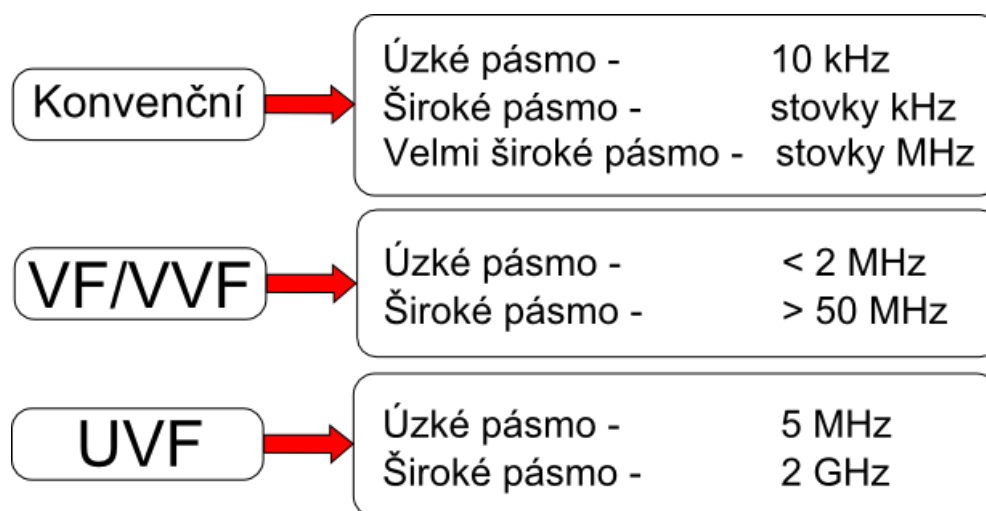 Konvenční
Úzké pásmo - 10 kHz
Široké pásmo - stovky kHz
Velmi široké pásmo - stovky MHz
VF/VVF
Úzké pásmo - < 2 MHz
Široké pásmo - > 50 MHz
UVF
Úzké pásmo - 5 MHz
Široké pásmo - 2 GHz